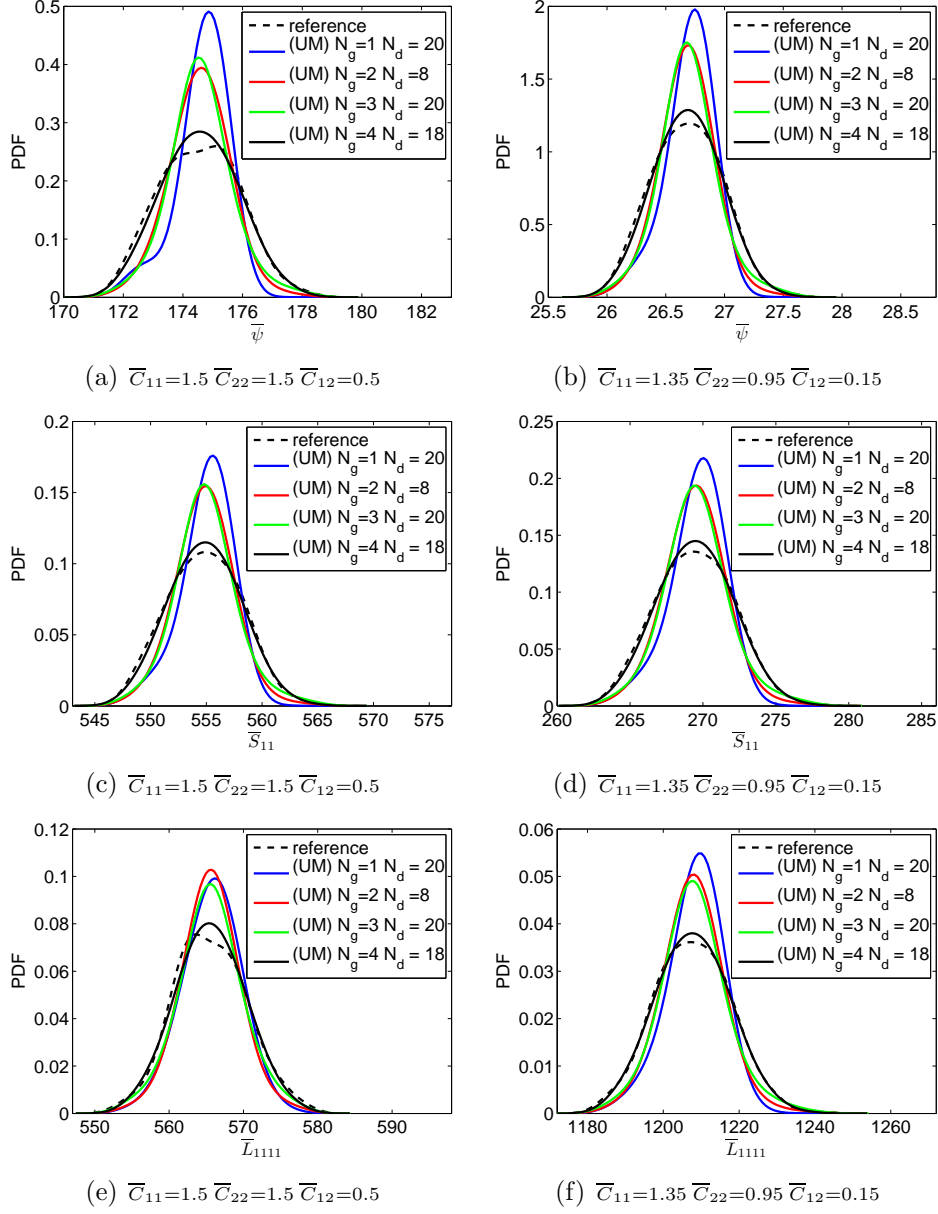 0.5
0.4
0.3
0.2
0.1
0
PDF
170 172 174 176 178 180 182
ψ̅
reference
(UM) N_g=1 N_d = 20
(UM) N_g=2 N_d =8
(UM) N_g=3 N_d = 20
(UM) N_g=4 N_d = 18
(a) C̅₁₁=1.5 C̅₂₂=1.5 C̅₁₂=0.5
2
1.5
1
0.5
0
PDF
25.5 26 26.5 27 27.5 28 28.5
ψ̅
reference
(UM) N_g=1 N_d = 20
(UM) N_g=2 N_d =8
(UM) N_g=3 N_d = 20
(UM) N_g=4 N_d = 18
(b) C̅₁₁=1.35 C̅₂₂=0.95 C̅₁₂=0.15
0.2
0.15
0.1
0.05
0
PDF
545 550 555 560 565 570 575
S̅₁₁
reference
(UM) N_g=1 N_d = 20
(UM) N_g=2 N_d =8
(UM) N_g=3 N_d = 20
(UM) N_g=4 N_d = 18
(c) C̅₁₁=1.5 C̅₂₂=1.5 C̅₁₂=0.5
0.25
0.2
0.15
0.1
0.05
0
PDF
260 265 270 275 280 285
S̅₁₁
reference
(UM) N_g=1 N_d = 20
(UM) N_g=2 N_d =8
(UM) N_g=3 N_d = 20
(UM) N_g=4 N_d = 18
(d) C̅₁₁=1.35 C̅₂₂=0.95 C̅₁₂=0.15
0.12
0.1
0.08
0.06
0.04
0.02
0
PDF
550 560 570 580 590
L̅₁₁₁₁
reference
(UM) N_g=1 N_d = 20
(UM) N_g=2 N_d =8
(UM) N_g=3 N_d = 20
(UM) N_g=4 N_d = 18
(e) C̅₁₁=1.5 C̅₂₂=1.5 C̅₁₂=0.5
0.06
0.05
0.04
0.03
0.02
0.01
0
PDF
1180 1200 1220 1240 1260
L̅₁₁₁₁
reference
(UM) N_g=1 N_d = 20
(UM) N_g=2 N_d =8
(UM) N_g=3 N_d = 20
(UM) N_g=4 N_d = 18
(f) C̅₁₁=1.35 C̅₂₂=0.95 C̅₁₂=0.15